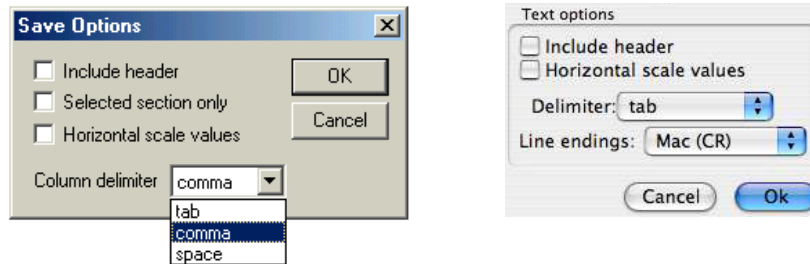 Save Options
Include header
OK
Selected section only
Cancel
Horizontal scale values
Column delimiter comma
tab
comma
space
Text options
Include header
Horizontal scale values
Delimiter: tab
Line endings: Mac (CR)
Cancel Ok